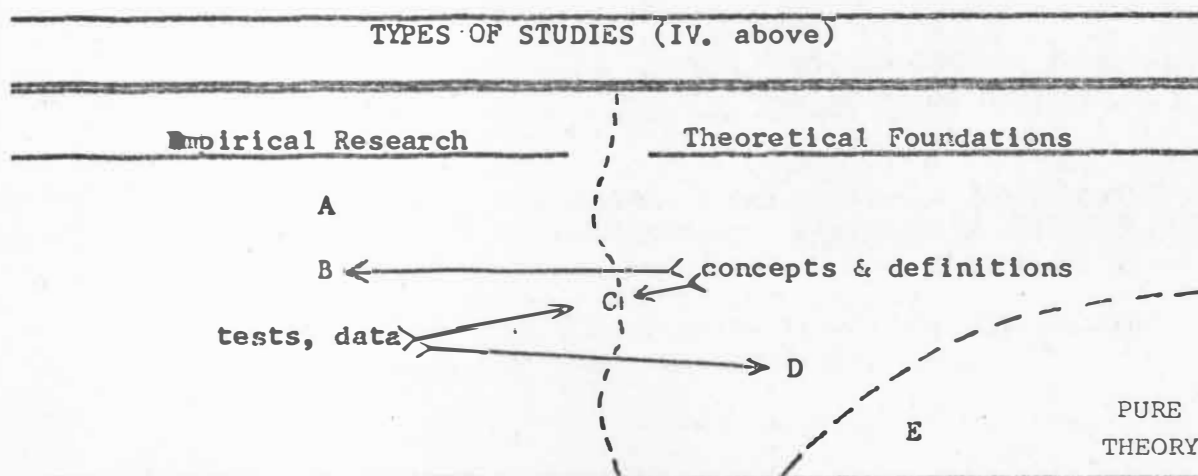 TYPES OF STUDIES (IV. above)
Empirical Research Theoretical Foundations
A
B concepts & definitions
C
tests, data
D
E
PURE
THEORY